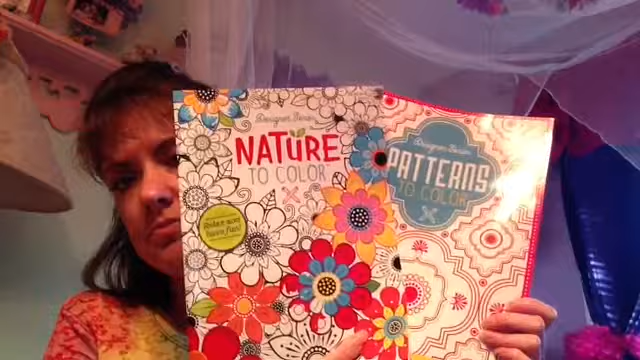 Designer Series
NATURE
TO COLOR
Relax and
have fun!
Designer Series
PATTERNS
TO COLOR